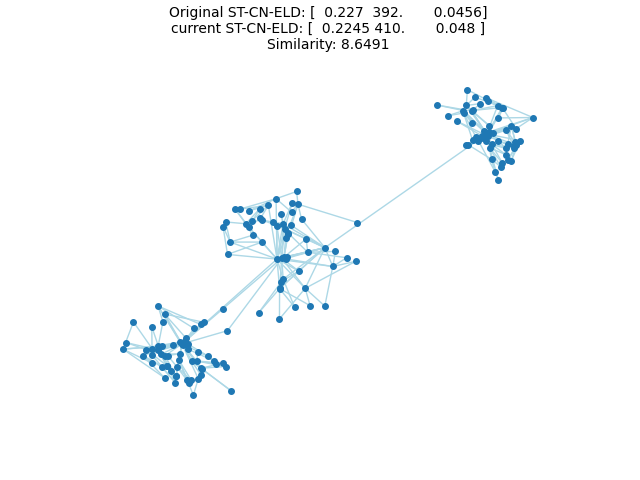 Original ST-CN-ELD: [  0.227  392.       0.0456]
current ST-CN-ELD: [  0.2245 410.       0.048 ]
Similarity: 8.6491